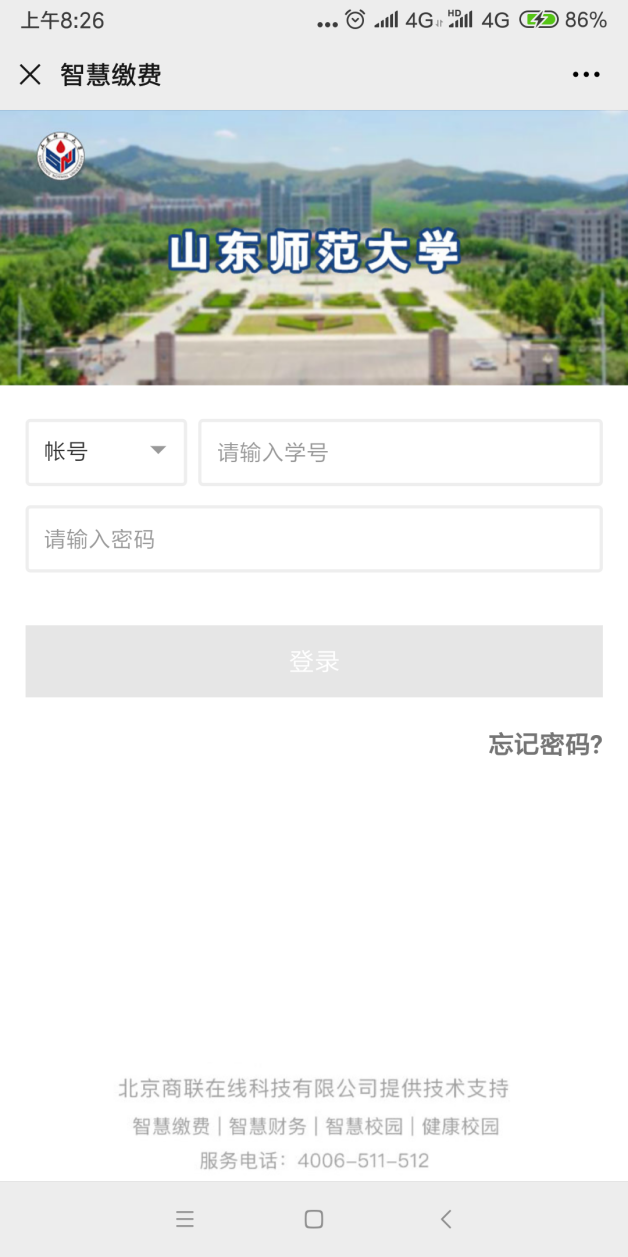 上午8:26
4G HD 4G 86%
智慧缴费
山东师范大学
帐号
请输入学号
请输入密码
登录
忘记密码?
北京商联在线科技有限公司提供技术支持
智慧缴费 | 智慧财务 | 智慧校园 | 健康校园
服务电话：4006-511-512